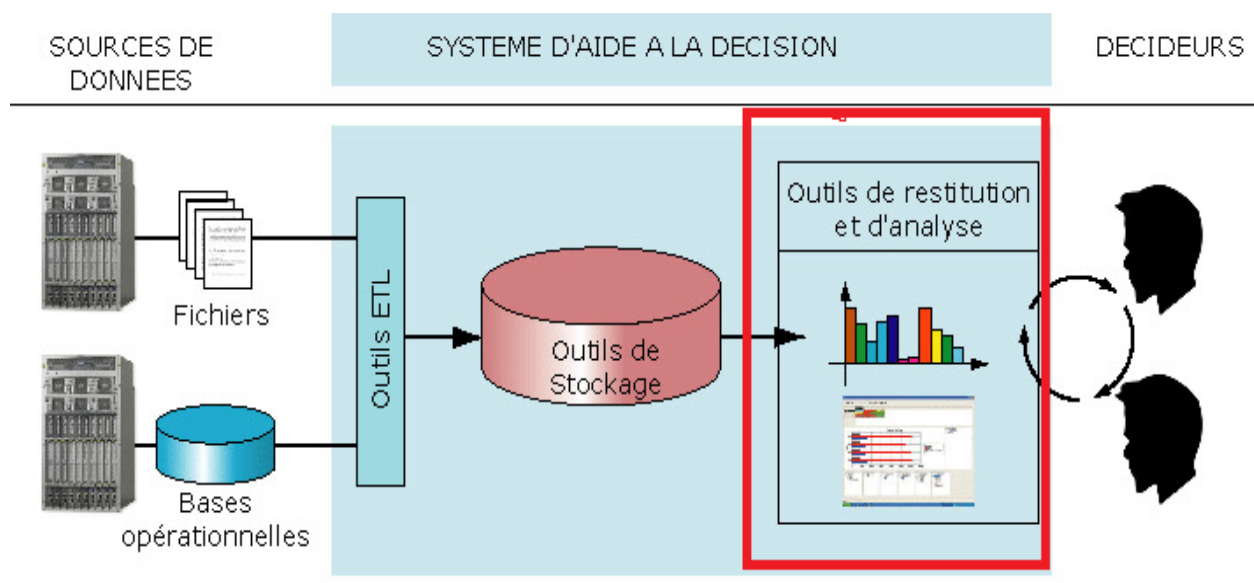 SOURCES DE
DONNEES
SYSTEME D'AIDE A LA DECISION
DECIDEURS
Fichiers
Bases
opérationnelles
Outils ETL
Outils de
Stockage
Outils de restitution
et d'analyse